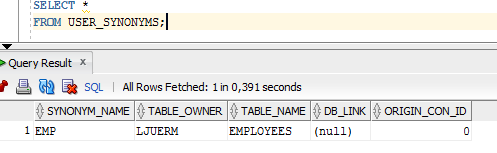 SELECT *
FROM USER_SYNONYMS;
Query Result x
SQL | All Rows Fetched: 1 in 0,391 seconds
SYNONYM_NAME TABLE_OWNER TABLE_NAME DB_LINK ORIGIN_CON_ID
1 EMP LJUERM EMPLOYEES (null) 0